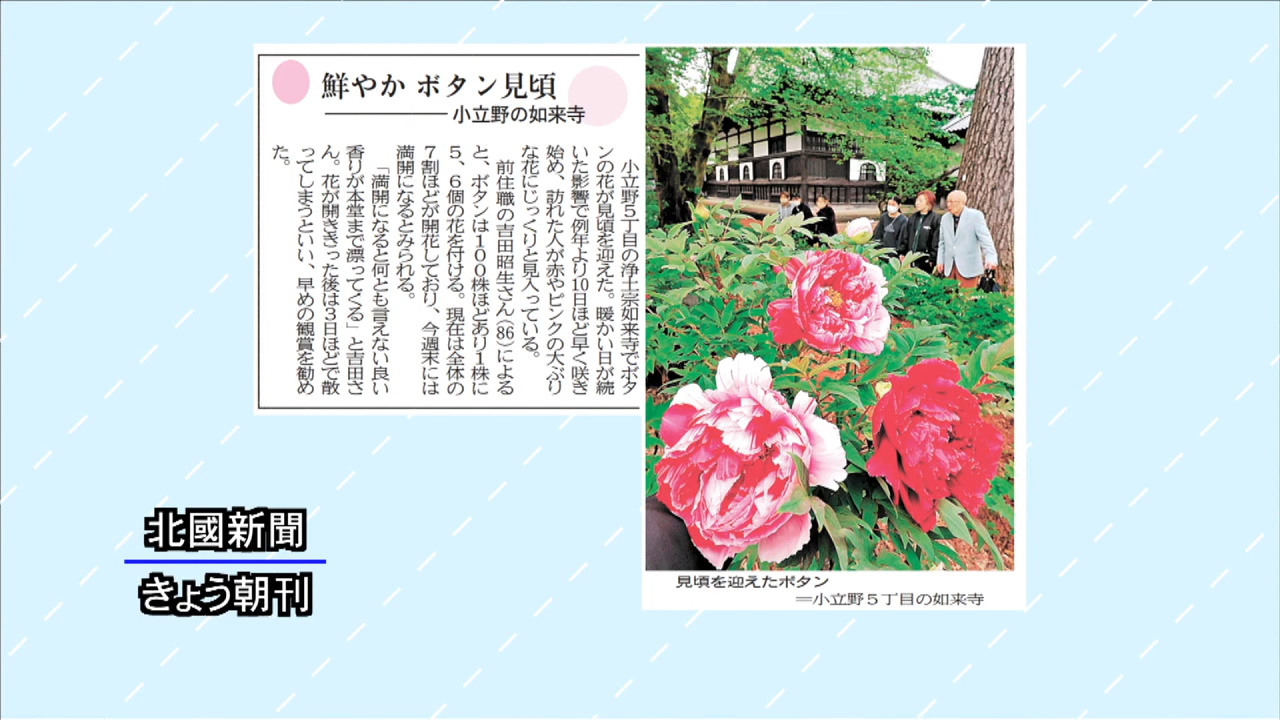 鮮やか ボタン見頃
小立野の如来寺
小立野5丁目の浄土宗如来寺でボタ
ンの花が見頃を迎えた。暖かい日が続
いた影響で例年より10日ほど早く咲き
始め、訪れた人が赤やピンクの大ぶり
な花にじっくりと見入っている。
前住職の吉田昭生さん(86)による
と、ボタンは100株ほどあり1株に
5、6個の花を付ける。現在は全体の
7割ほどが開花しており、今週末には
満開になるとみられる。
「満開になると何とも言えない良い
香りが本堂まで漂ってくる」と吉田さ
ん。花が開ききった後は3日ほどで散
ってしまうといい、早めの観賞を勧め
た。
見頃を迎えたボタン
＝小立野5丁目の如来寺
北國新聞
きょう朝刊